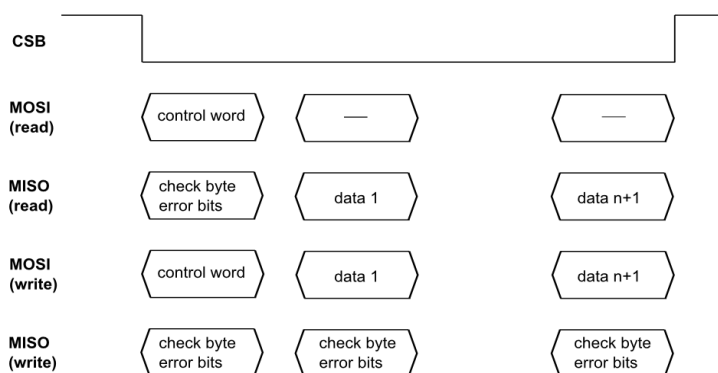 CSB
MOSI
(read)
control word
—
—
MISO
(read)
check byte
error bits
data 1
data n+1
MOSI
(write)
control word
data 1
data n+1
MISO
(write)
check byte
error bits
check byte
error bits
check byte
error bits